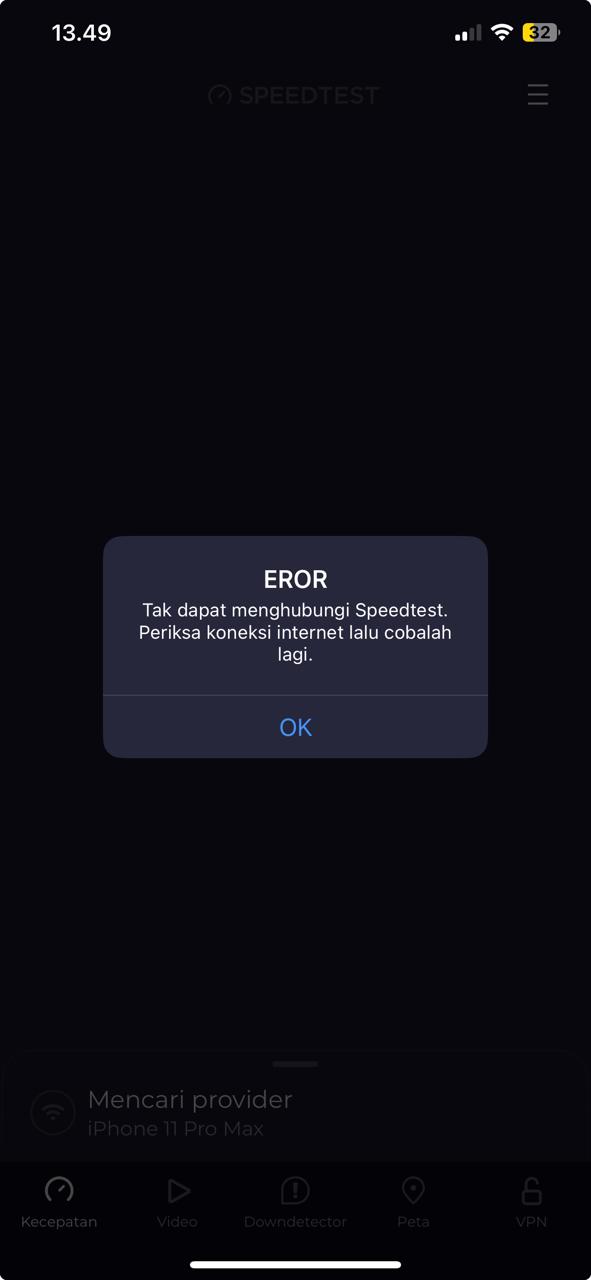 13.49
32
SPEEDTEST
EROR
Tak dapat menghubungi Speedtest.
Periksa koneksi internet lalu cobalah
lagi.
OK
Mencari provider
iPhone 11 Pro Max
Kecepatan
Video
Downdetector
Peta
VPN